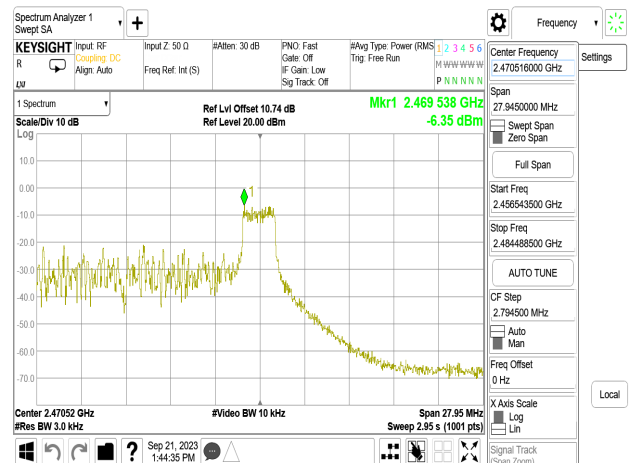 Spectrum Analyzer 1
Swept SA
Frequency
KEYSIGHT
R
LXI
Input: RF
Coupling: DC
Align: Auto
Input Z: 50 Ω
Freq Ref: Int (S)
#Atten: 30 dB
PNO: Fast
Gate: Off
IF Gain: Low
Sig Track: Off
#Avg Type: Power (RMS
Trig: Free Run
1 2 3 4 5 6
M W W W W W
P N N N N N
Center Frequency
2.470516000 GHz
Settings
Span
27.9450000 MHz
Swept Span
Zero Span
Full Span
Start Freq
2.456543500 GHz
Stop Freq
2.484488500 GHz
AUTO TUNE
CF Step
2.794500 MHz
Auto
Man
Freq Offset
0 Hz
X Axis Scale
Log
Lin
Signal Track
(Span Zoom)
Local
1 Spectrum
Scale/Div 10 dB
Log
Ref Lvl Offset 10.74 dB
Ref Level 20.00 dBm
Mkr1 2.469 538 GHz
-6.35 dBm
10.0
0.00
-10.0
-20.0
-30.0
-40.0
-50.0
-60.0
-70.0
1
Center 2.47052 GHz
#Res BW 3.0 kHz
#Video BW 10 kHz
Span 27.95 MHz
Sweep 2.95 s (1001 pts)
?
Sep 21, 2023
1:44:35 PM